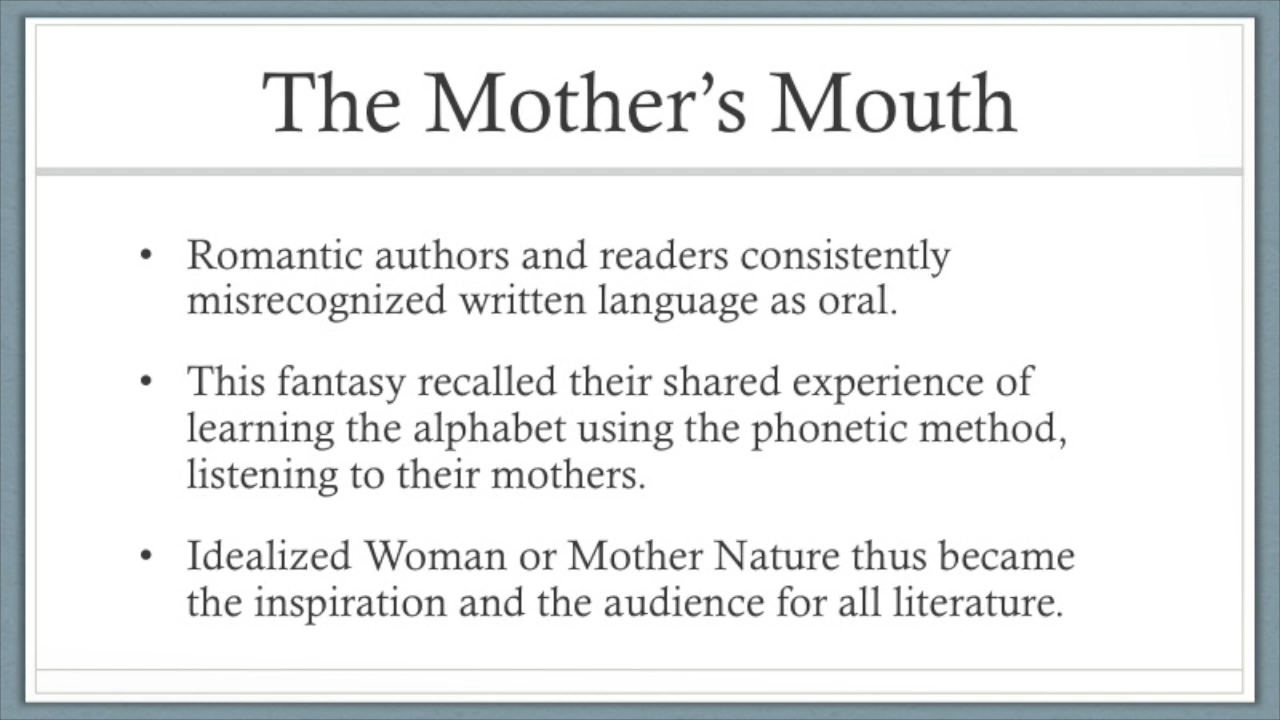 The Mother’s Mouth
• Romantic authors and readers consistently
misrecognized written language as oral.
• This fantasy recalled their shared experience of
learning the alphabet using the phonetic method,
listening to their mothers.
• Idealized Woman or Mother Nature thus became
the inspiration and the audience for all literature.